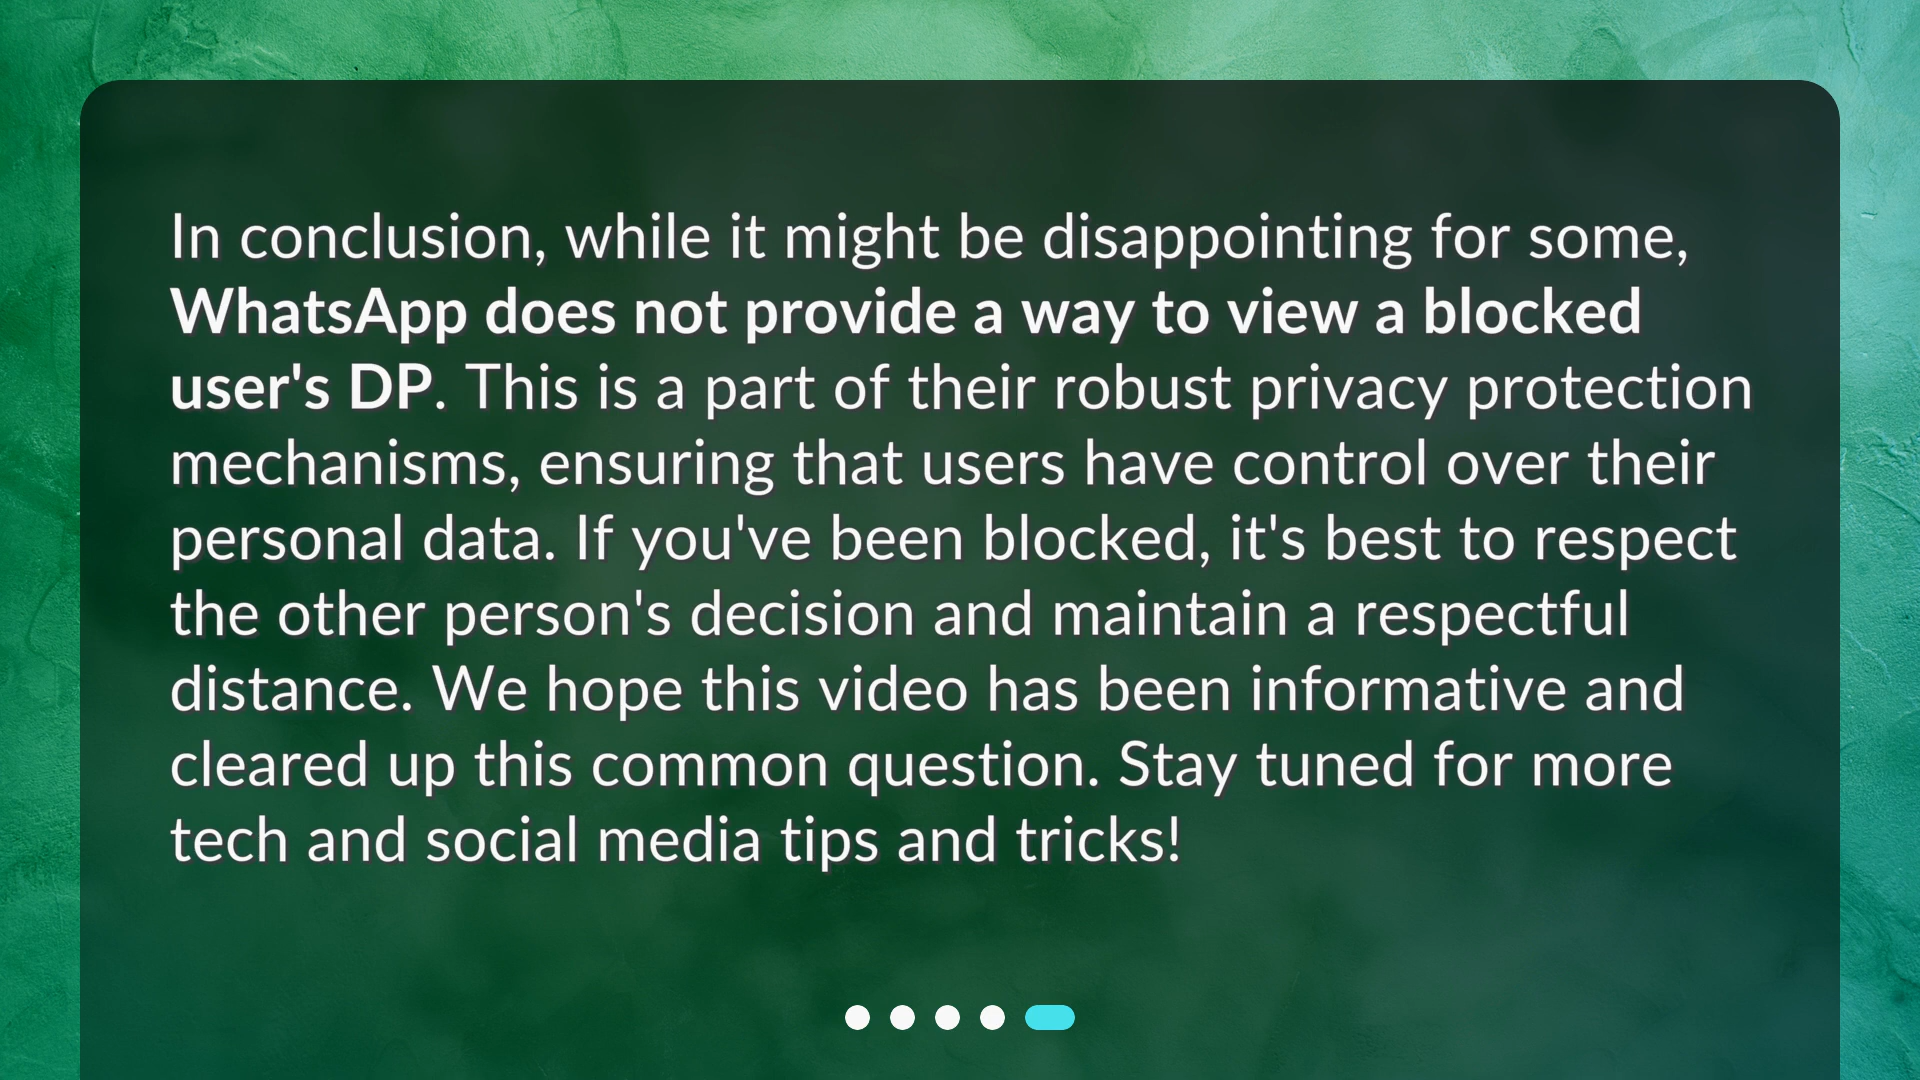 In conclusion, while it might be disappointing for some,
WhatsApp does not provide a way to view a blocked
user's DP. This is a part of their robust privacy protection
mechanisms, ensuring that users have control over their
personal data. If you've been blocked, it's best to respect
the other person's decision and maintain a respectful
distance. We hope this video has been informative and
cleared up this common question. Stay tuned for more
tech and social media tips and tricks!